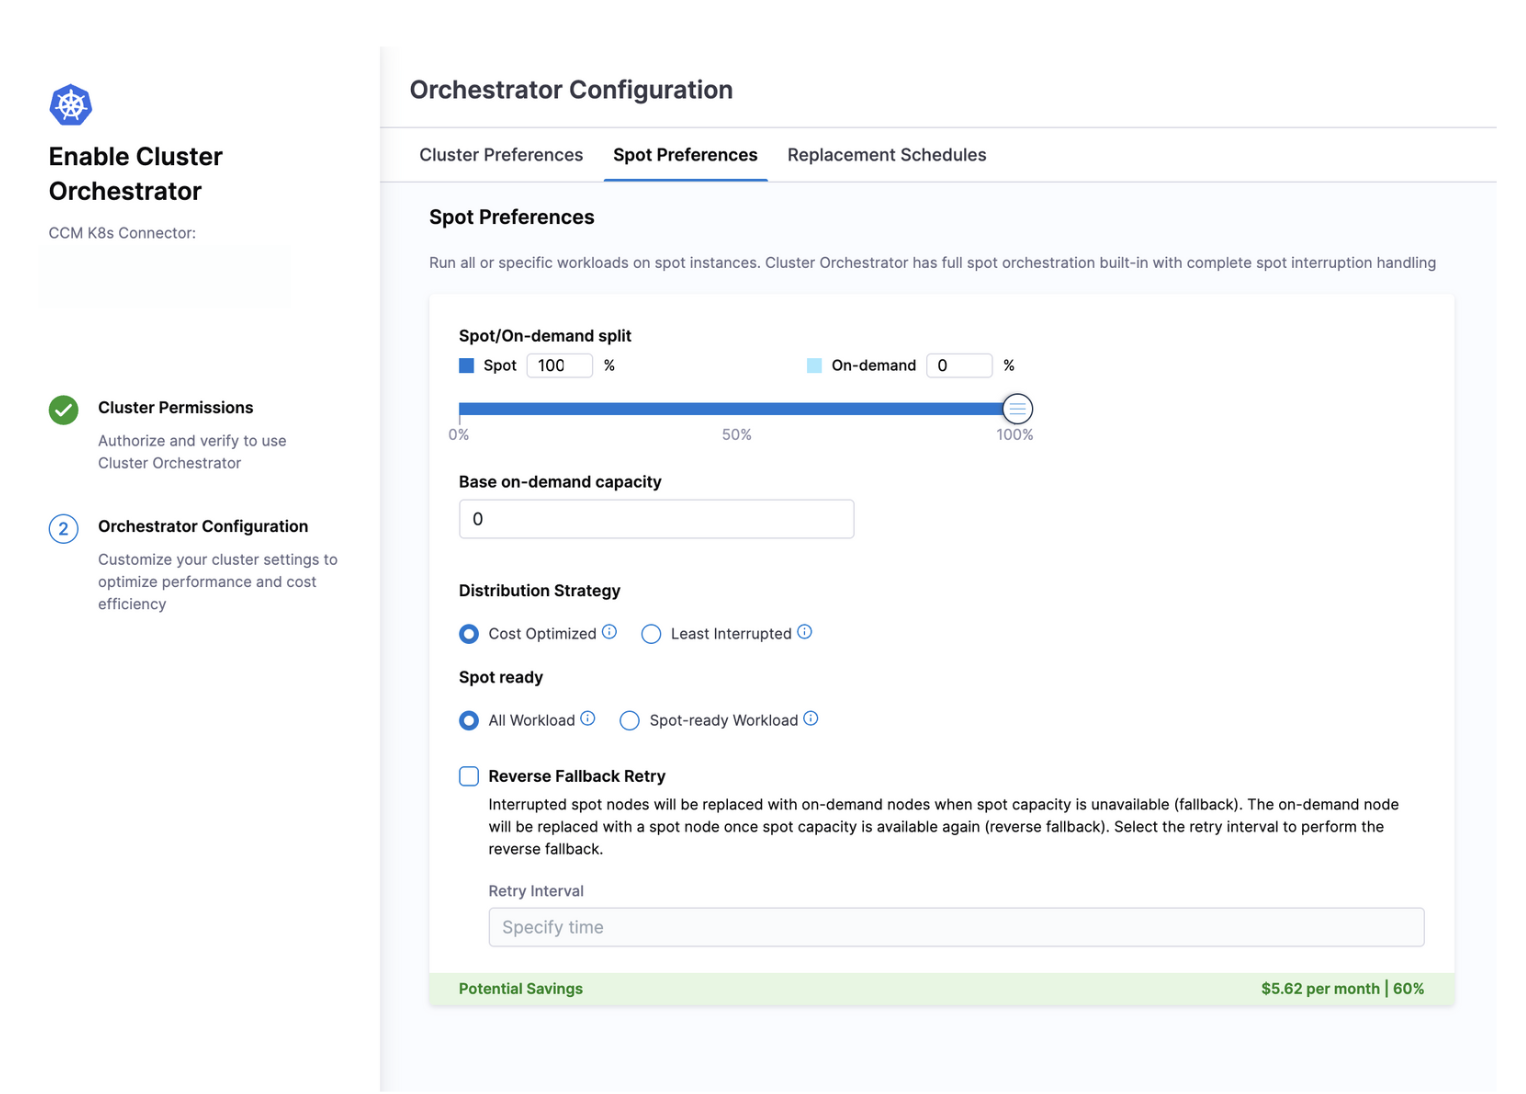 Enable Cluster
Orchestrator
CCM K8s Connector:
Cluster Permissions
Authorize and verify to use
Cluster Orchestrator
2
Orchestrator Configuration
Customize your cluster settings to
optimize performance and cost
efficiency
Orchestrator Configuration
Cluster Preferences Spot Preferences Replacement Schedules
Spot Preferences
Run all or specific workloads on spot instances. Cluster Orchestrator has full spot orchestration built-in with complete spot interruption handling
Spot/On-demand split
Spot 100 % On-demand 0 %
0% 50% 100%
Base on-demand capacity
0
Distribution Strategy
Cost Optimized Least Interrupted
Spot ready
All Workload Spot-ready Workload
Reverse Fallback Retry
Interrupted spot nodes will be replaced with on-demand nodes when spot capacity is unavailable (fallback). The on-demand node
will be replaced with a spot node once spot capacity is available again (reverse fallback). Select the retry interval to perform the
reverse fallback.
Retry Interval
Specify time
Potential Savings $5.62 per month | 60%